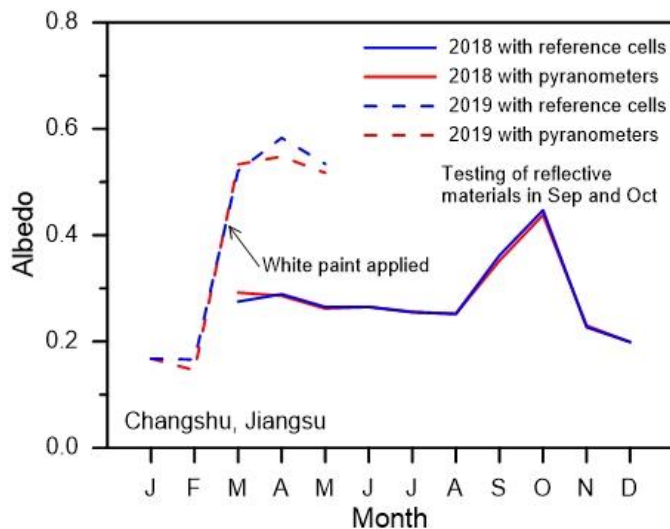 0.8
0.6
0.4
0.2
0.0
Albedo
2018 with reference cells
2018 with pyranometers
2019 with reference cells
2019 with pyranometers
Testing of reflective
materials in Sep and Oct
White paint applied
Changshu, Jiangsu
J F M A M J J A S O N D
Month